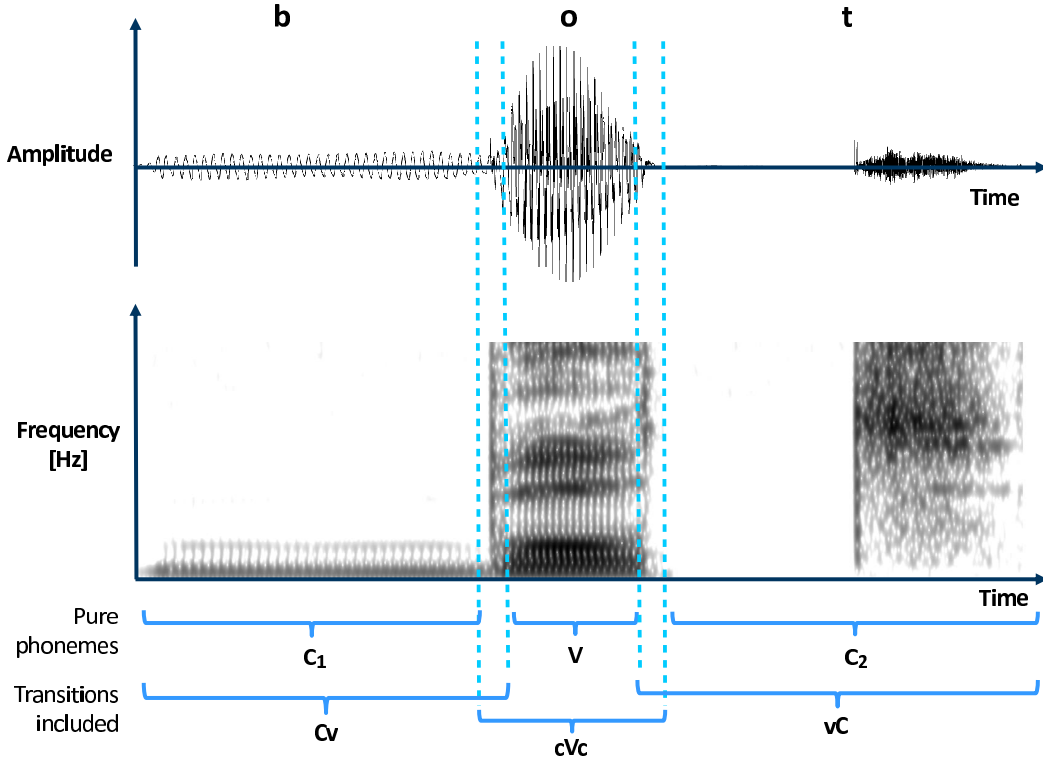 b o t
Amplitude
Time
Frequency
[Hz]
Time
Pure
phonemes
C₁ V C₂
Transitions
included
Cv cVc vC